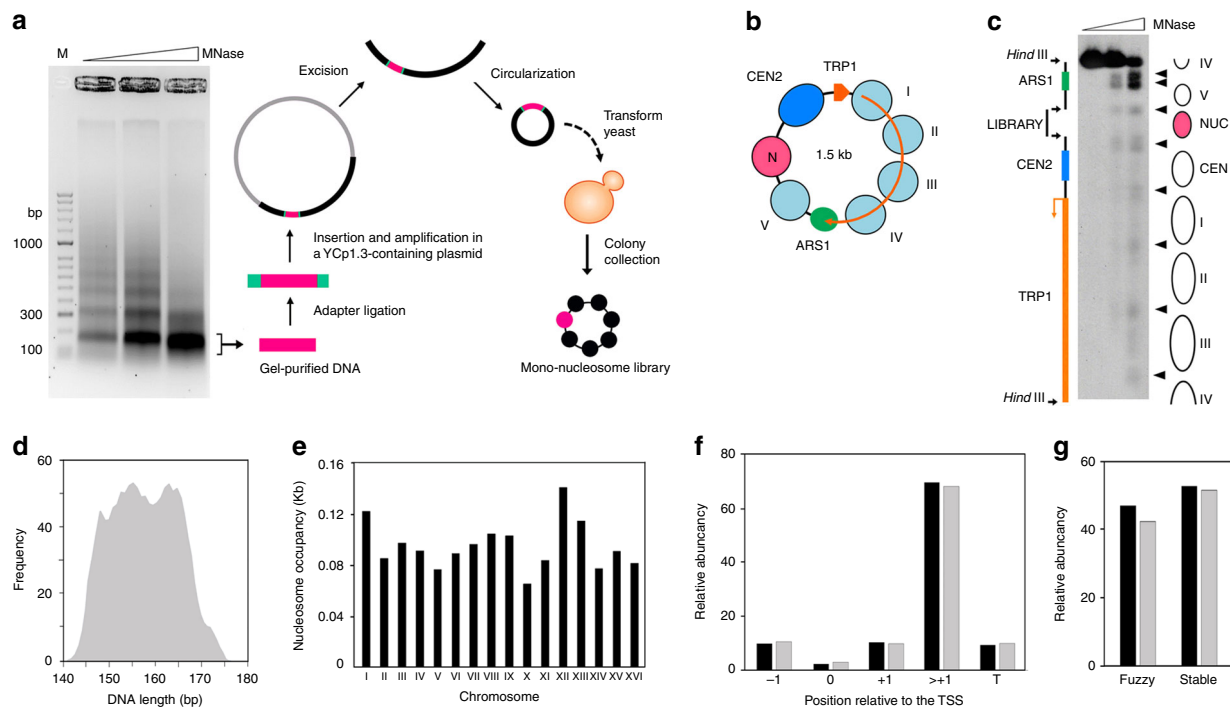 a
M
MNase
bp
1000
300
100
Excision
Circularization
Transform
yeast
Insertion and amplification in
a YCp1.3-containing plasmid
Adapter ligation
Gel-purified DNA
Colony
collection
Mono-nucleosome library
b
CEN2
TRP1
I
II
III
IV
ARS1
V
N
1.5 kb
c
MNase
Hind III
ARS1
LIBRARY
CEN2
TRP1
Hind III
IV
V
NUC
CEN
I
II
III
IV
d
Frequency
60
40
20
0
140 150 160 170 180
DNA length (bp)
e
Nucleosome occupancy (Kb)
0.16
0.12
0.08
0.04
0
I II III IV V VI VII VIII IX X XI XII XIII XIV XV XVI
Chromosome
f
Relative abuncancy
80
60
40
20
0
−1 0 +1 >+1 T
Position relative to the TSS
g
Relative abuncancy
60
40
20
0
Fuzzy Stable